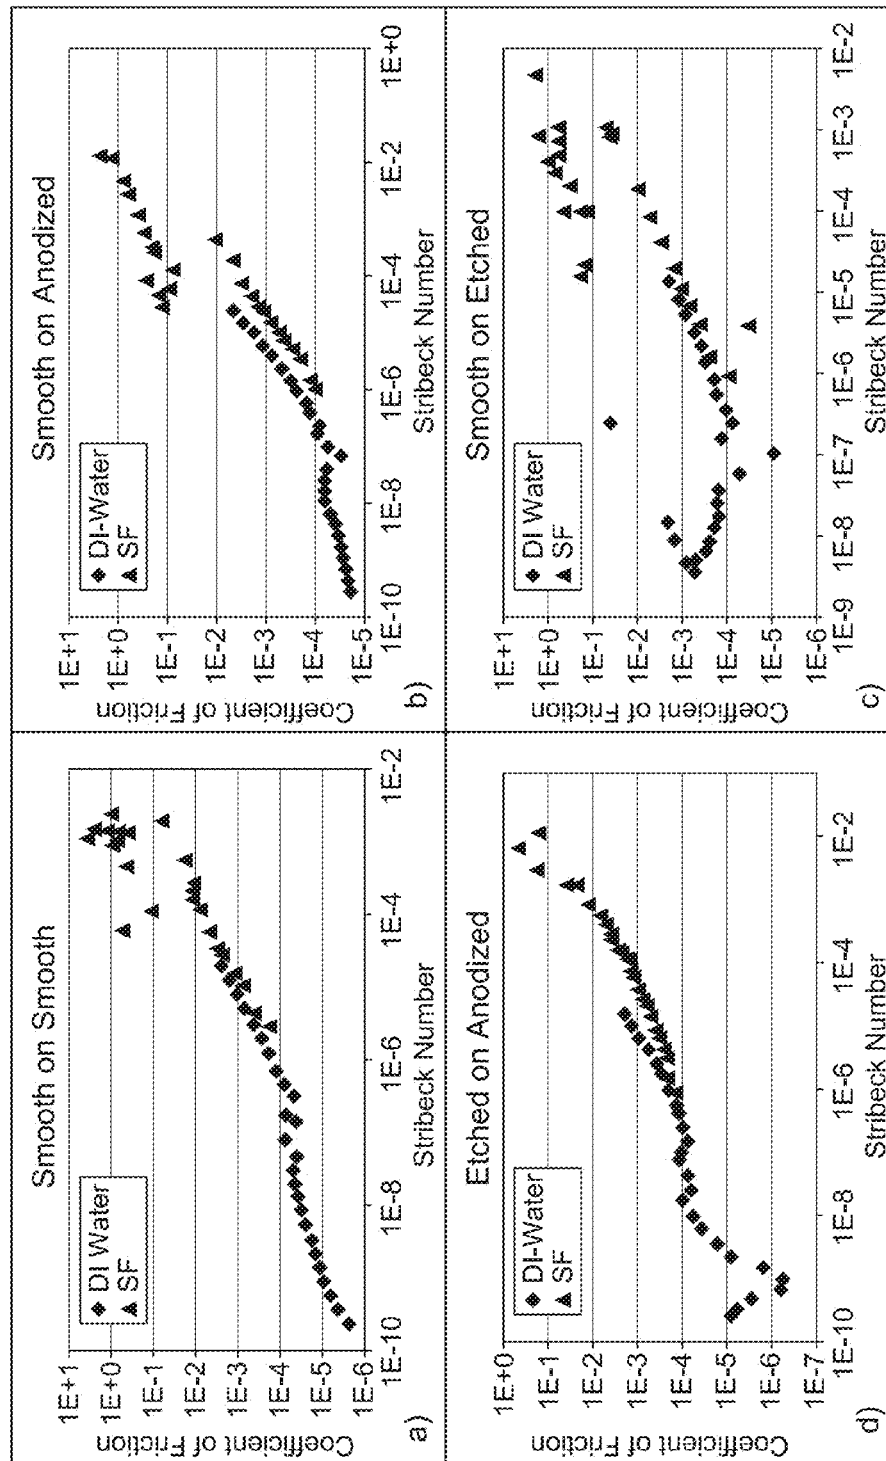 a)
Smooth on Smooth
DI Water
SF
Coefficient of Friction
1E+1
1E+0
1E-1
1E-2
1E-3
1E-4
1E-5
1E-6
1E-10
1E-8
1E-6
1E-4
1E-2
Stribeck Number
b)
Smooth on Anodized
DI-Water
SF
Coefficient of Friction
1E+1
1E+0
1E-1
1E-2
1E-3
1E-4
1E-5
1E-10
1E-8
1E-6
1E-4
1E-2
1E+0
Stribeck Number
d)
Etched on Anodized
DI-Water
SF
Coefficient of Friction
1E+0
1E-1
1E-2
1E-3
1E-4
1E-5
1E-6
1E-7
1E-10
1E-8
1E-6
1E-4
1E-2
Stribeck Number
c)
Smooth on Etched
DI Water
SF
Coefficient of Friction
1E+1
1E+0
1E-1
1E-2
1E-3
1E-4
1E-5
1E-6
1E-9
1E-8
1E-7
1E-6
1E-5
1E-4
1E-3
1E-2
Stribeck Number